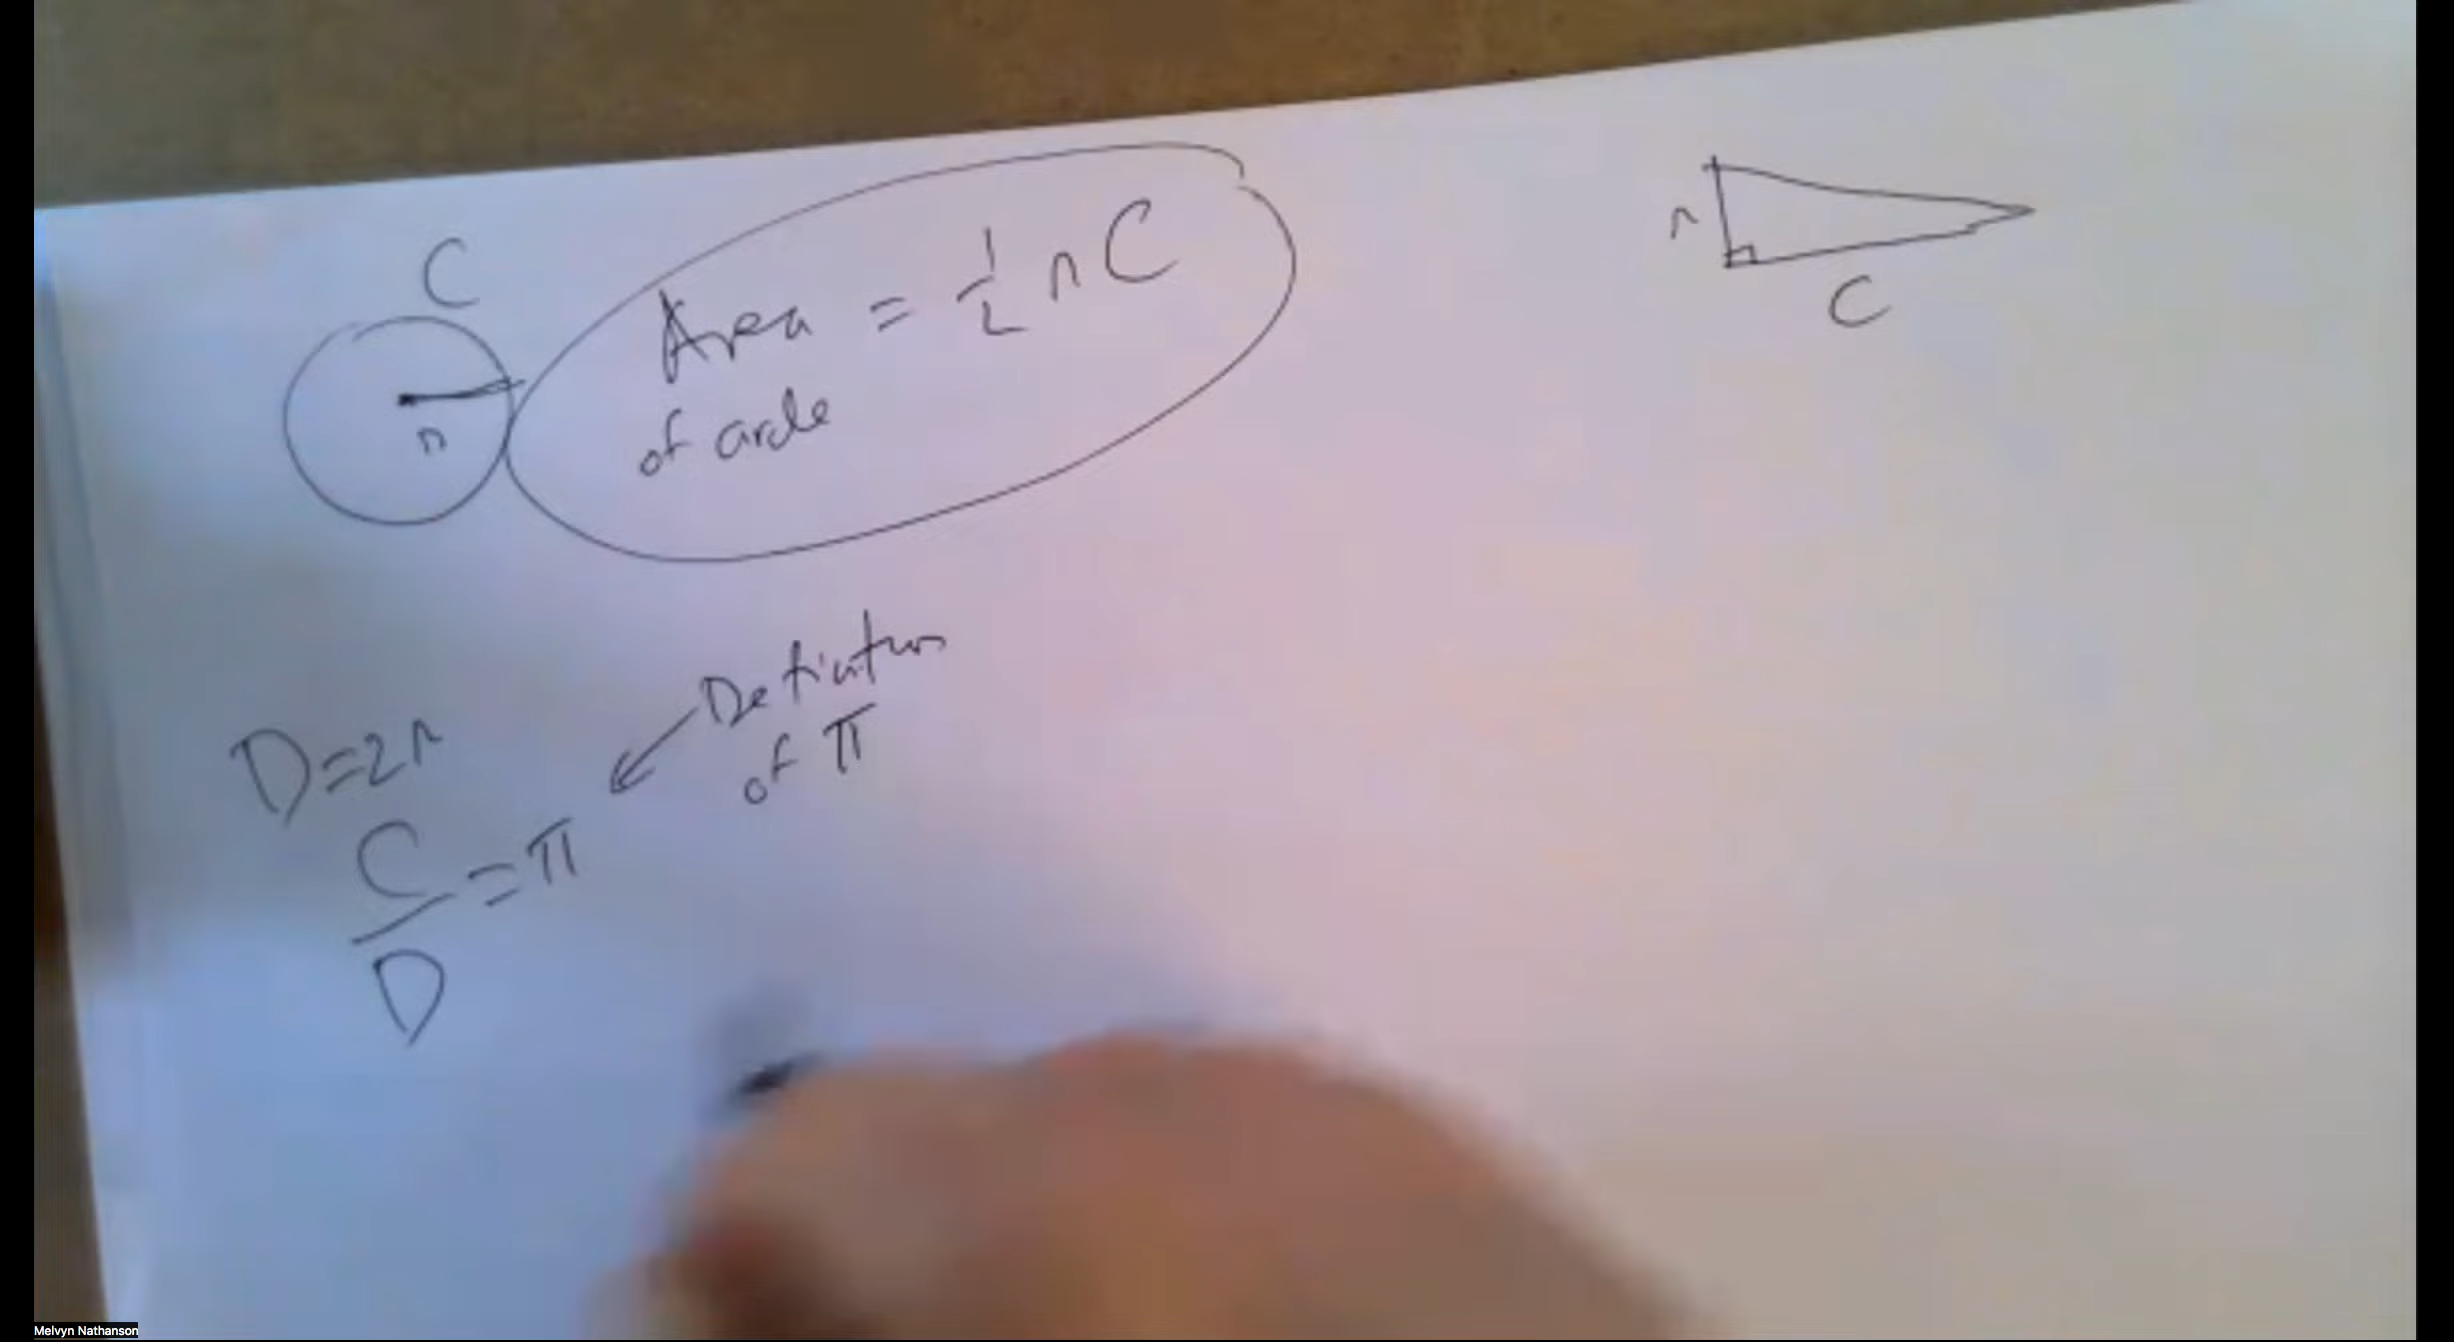 C
r
Area = 1/2 r C
of circle
r
C
D=2r
C/D = π
Definition
of π
Melvyn Nathanson